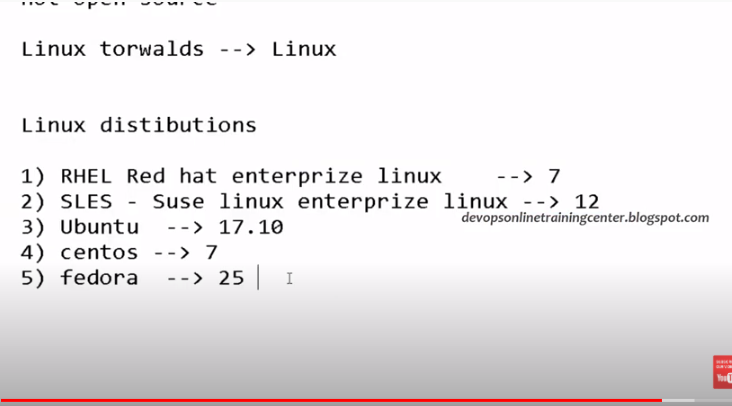 not open source
Linux torwalds --> Linux
Linux distibutions
1) RHEL Red hat enterprize linux --> 7
2) SLES - Suse linux enterprize linux --> 12
devopsonlinetrainingcenter.blogspot.com
3) Ubuntu --> 17.10
4) centos --> 7
5) fedora --> 25